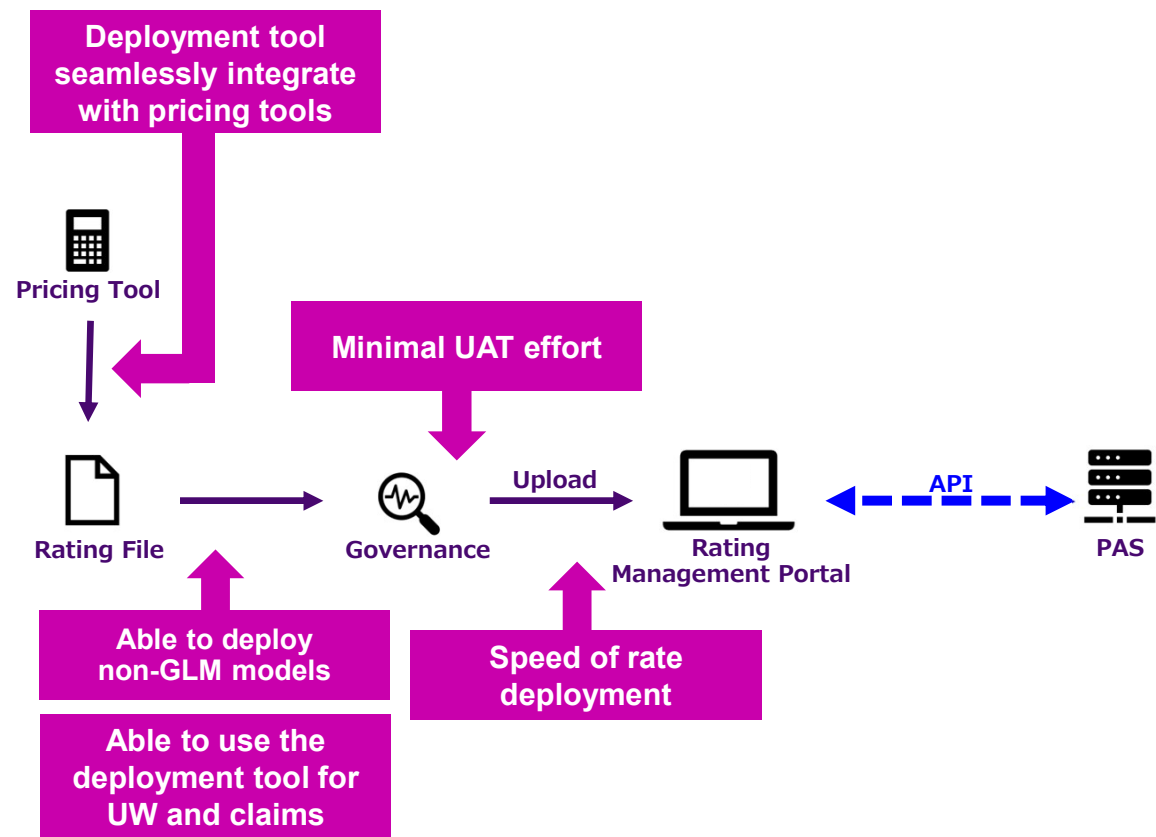 Deployment tool
seamlessly integrate
with pricing tools
Pricing Tool
Minimal UAT effort
Upload
API
Rating File
Governance
Rating
Management Portal
PAS
Able to deploy
non-GLM models
Speed of rate
deployment
Able to use the
deployment tool for
UW and claims